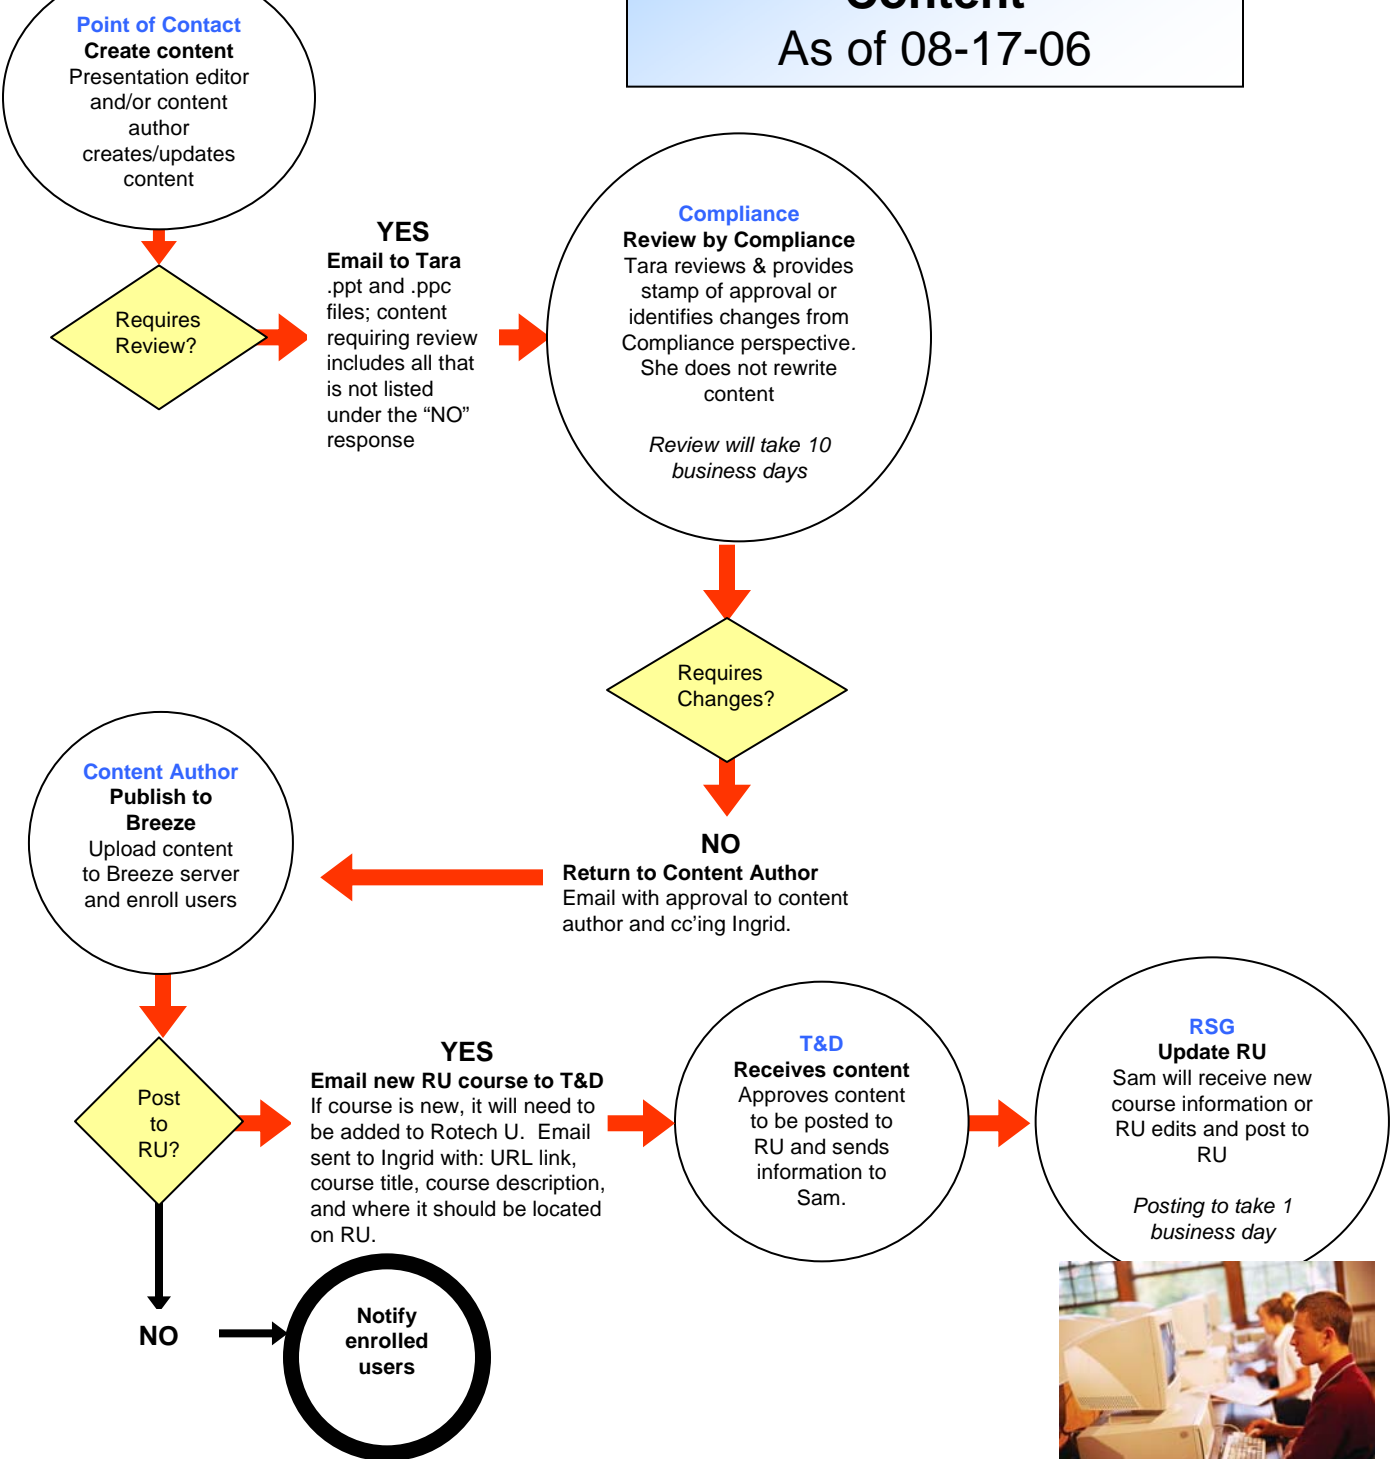 Content
As of 08-17-06
Point of Contact
Create content
Presentation editor
and/or content
author
creates/updates
content
Requires
Review?
YES
Email to Tara
.ppt and .ppc
files; content
requiring review
includes all that
is not listed
under the “NO”
response
Compliance
Review by Compliance
Tara reviews & provides
stamp of approval or
identifies changes from
Compliance perspective.
She does not rewrite
content
Review will take 10
business days
Requires
Changes?
NO
Return to Content Author
Email with approval to content
author and cc’ing Ingrid.
Content Author
Publish to
Breeze
Upload content
to Breeze server
and enroll users
Post
to
RU?
YES
Email new RU course to T&D
If course is new, it will need to
be added to Rotech U.  Email
sent to Ingrid with: URL link,
course title, course description,
and where it should be located
on RU.
T&D
Receives content
Approves content
to be posted to
RU and sends
information to
Sam.
RSG
Update RU
Sam will receive new
course information or
RU edits and post to
RU
Posting to take 1
business day
NO
Notify
enrolled
users